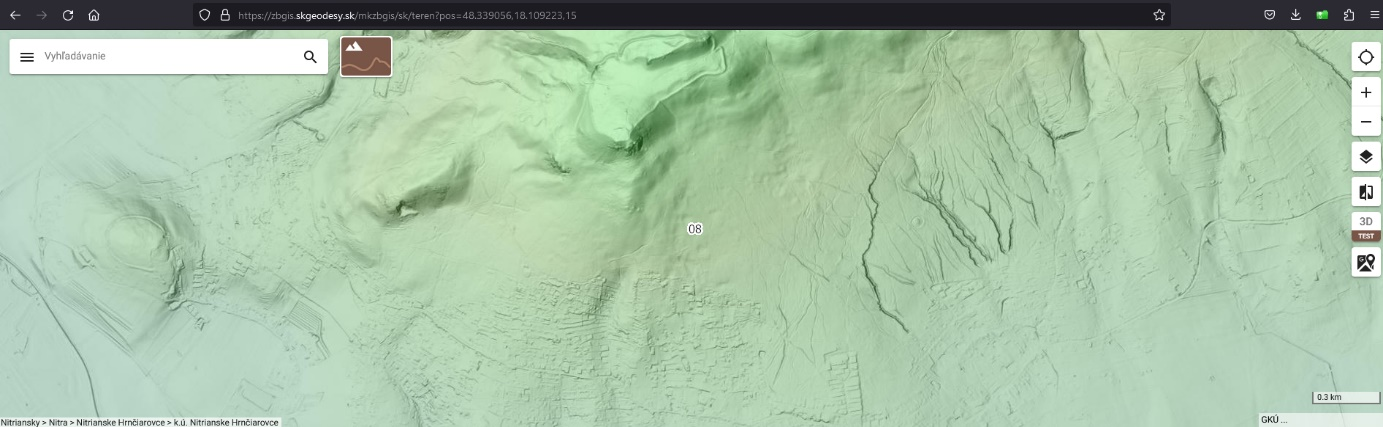 https://zbgis.skgeodesy.sk/mkzbgis/sk/teren?pos=48.339056,18.109223,15
Vyhľadávanie
3D
TEST
08
0.3 km
Nitriansky > Nitra > Nitrianske Hrnčiarovce > k.ú. Nitrianske Hrnčiarovce
GKÚ ...